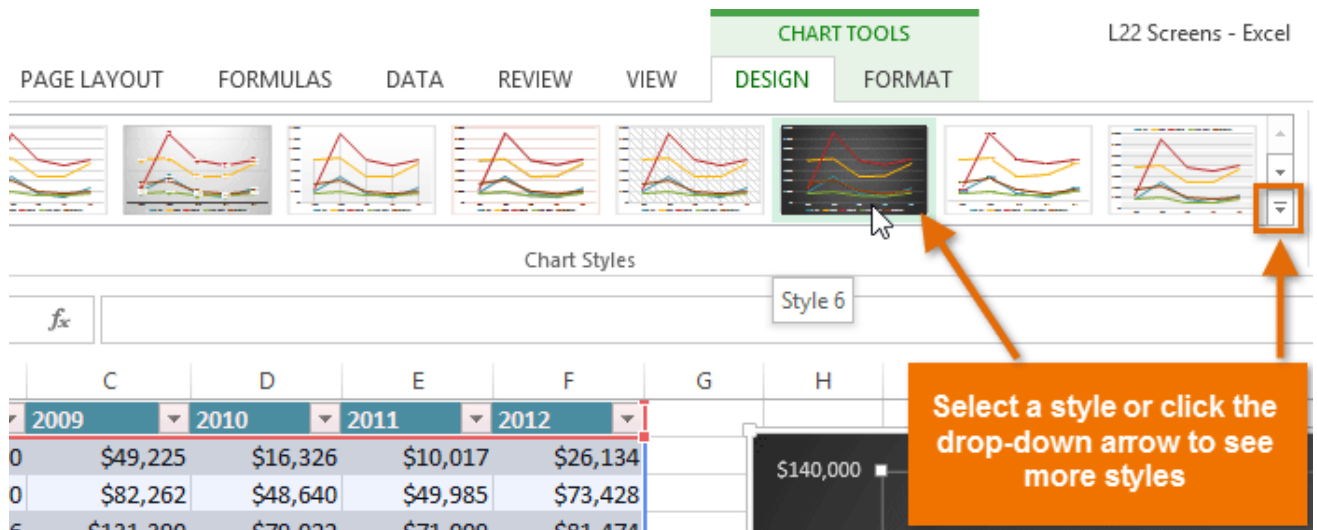 CHART TOOLS
L22 Screens - Excel
PAGE LAYOUT FORMULAS DATA REVIEW VIEW DESIGN FORMAT
Chart Styles
Style 6
fx
C D E F G H
2009 2010 2011 2012
0 $49,225 $16,326 $10,017 $26,134
0 $82,262 $48,640 $49,985 $73,428
$140,000
Select a style or click the
drop-down arrow to see
more styles